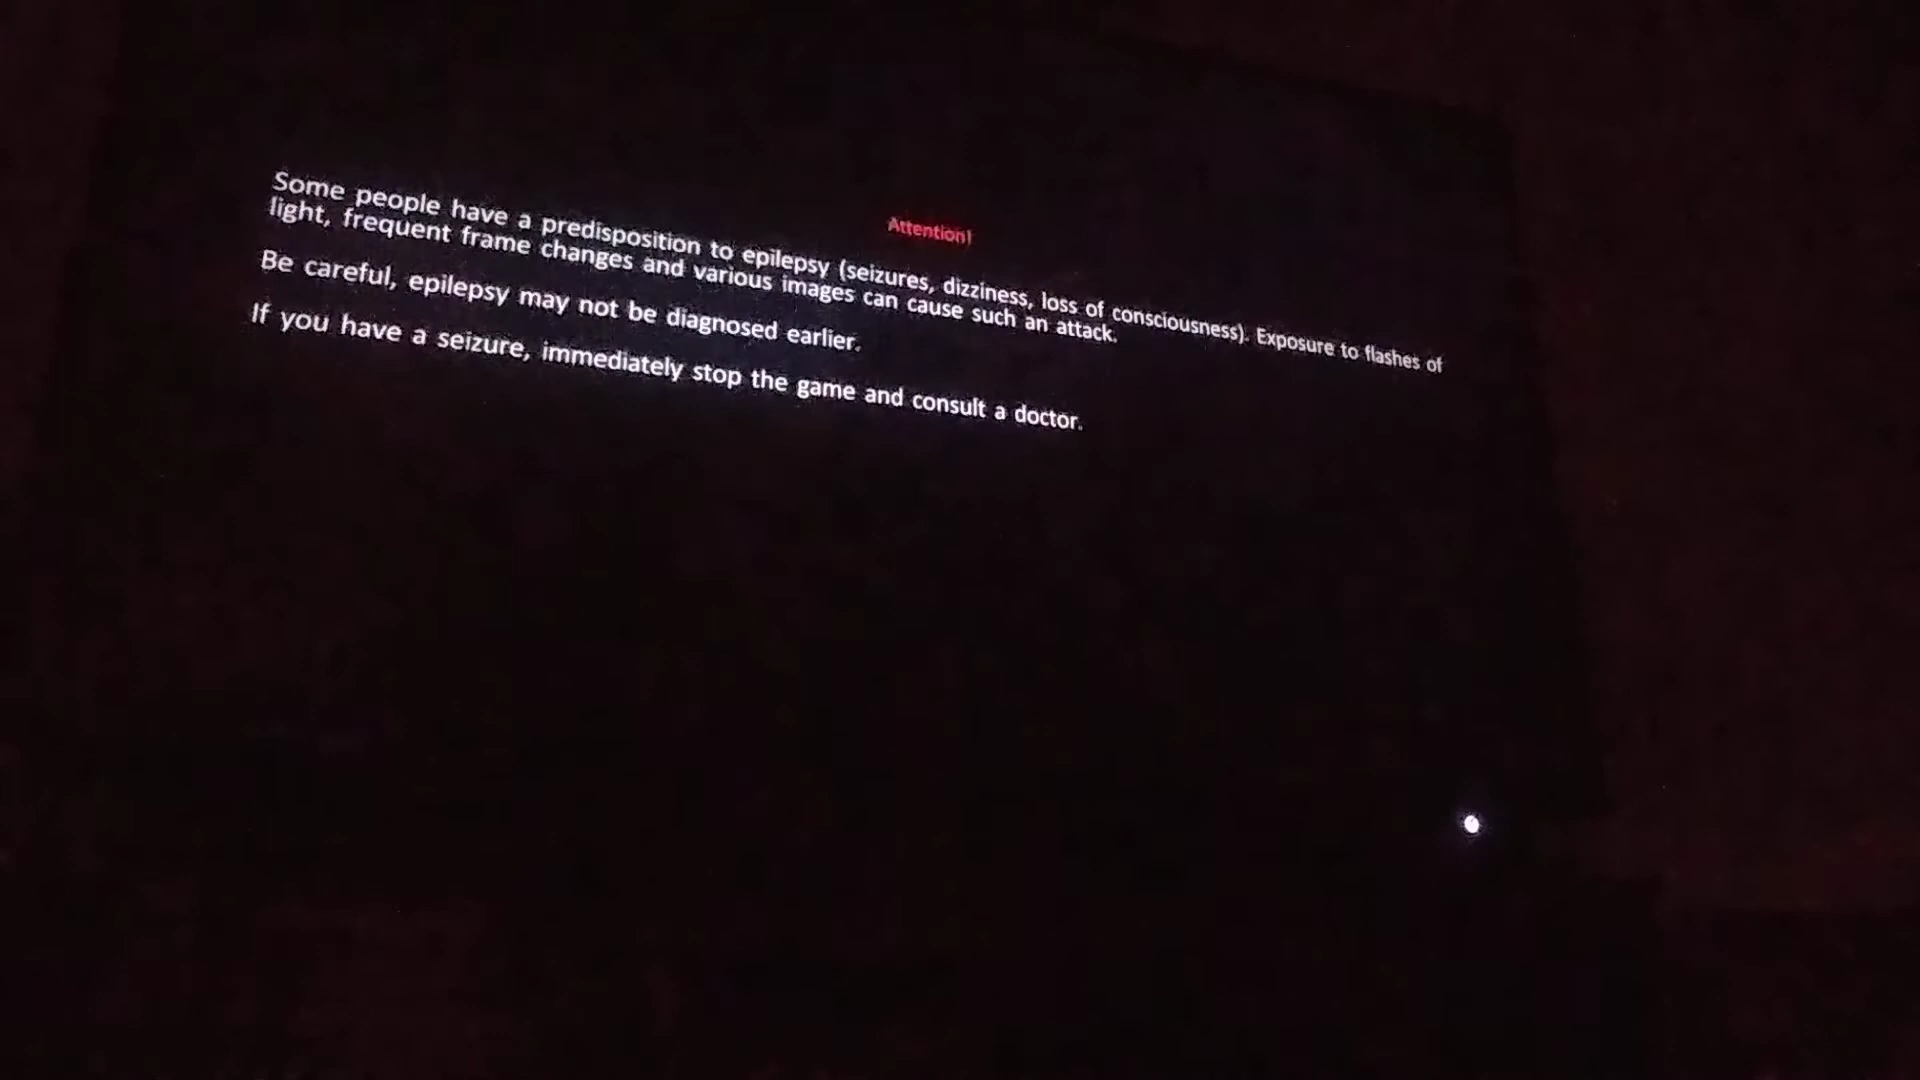 Attention!
Some people have a predisposition to epilepsy (seizures, dizziness, loss of consciousness). Exposure to flashes of
light, frequent frame changes and various images can cause such an attack.
Be careful, epilepsy may not be diagnosed earlier.
If you have a seizure, immediately stop the game and consult a doctor.